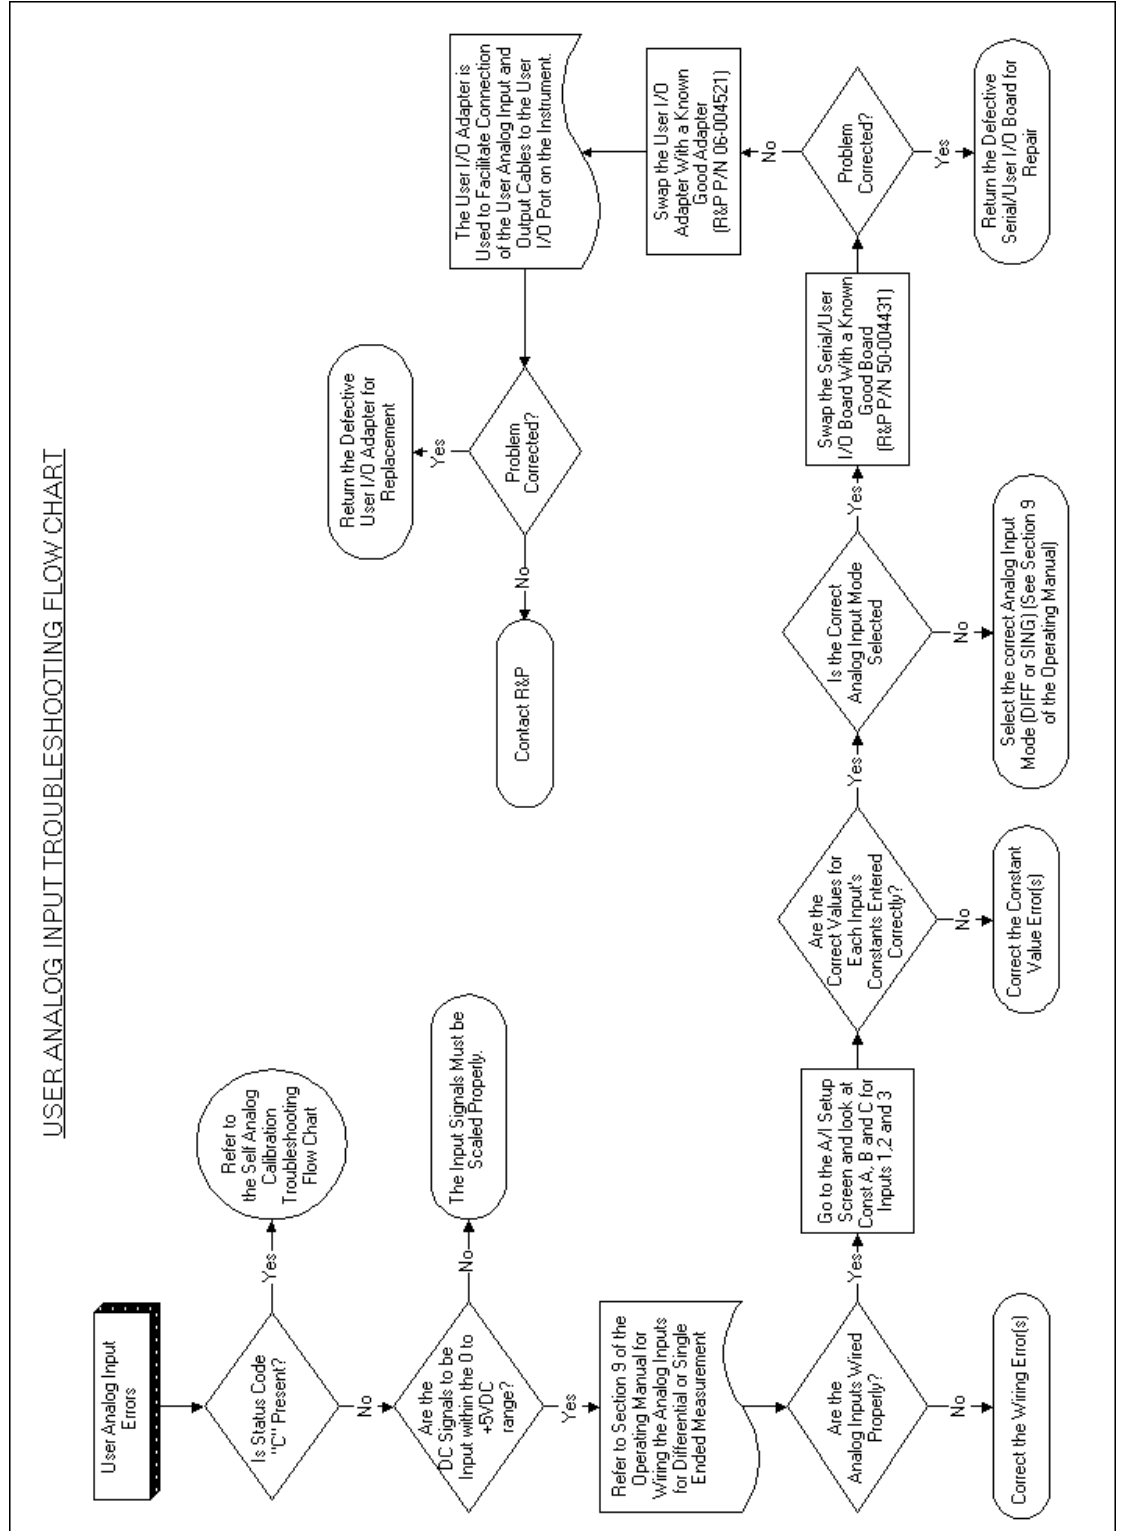 USER ANALOG INPUT TROUBLESHOOTING FLOW CHART
User Analog Input
Errors
Is Status Code
"C" Present?
Yes
Refer to
the Self Analog
Calibration
Troubleshooting
Flow Chart
No
Are the
DC Signals to be
Input within the 0 to
+5VDC
range?
No
The Input Signals Must be
Scaled Properly.
Yes
Refer to Section 9 of the
Operating Manual for
Wiring the Analog Inputs
for Differential or Single
Ended Measurement
Are the
Analog Inputs Wired
Properly?
No
Correct the Wiring Error(s)
Yes
Go to the A/I Setup
Screen and look at
Const A, B and C for
Inputs 1,2 and 3
Are the
Correct Values for
Each Input's
Constants Entered
Correctly?
No
Correct the Constant
Value Error(s)
Yes
Is the Correct
Analog Input Mode
Selected
No
Select the correct Analog Input
Mode (DIFF or SING) (See Section 9
of the Operating Manual)
Yes
Swap the Serial/User
I/O Board With a Known
Good Board
(R&P P/N 50-004431)
Problem
Corrected?
Yes
Return the Defective
Serial/User I/O Board for
Repair
No
Swap the User I/O
Adapter With a Known
Good Adapter
(R&P P/N 06-004521)
The User I/O Adapter is
Used to Facilitate Connection
of the User Analog Input and
Output Cables to the User
I/O Port on the Instrument.
Problem
Corrected?
Yes
Return the Defective
User I/O Adapter for
Replacement
No
Contact R&P